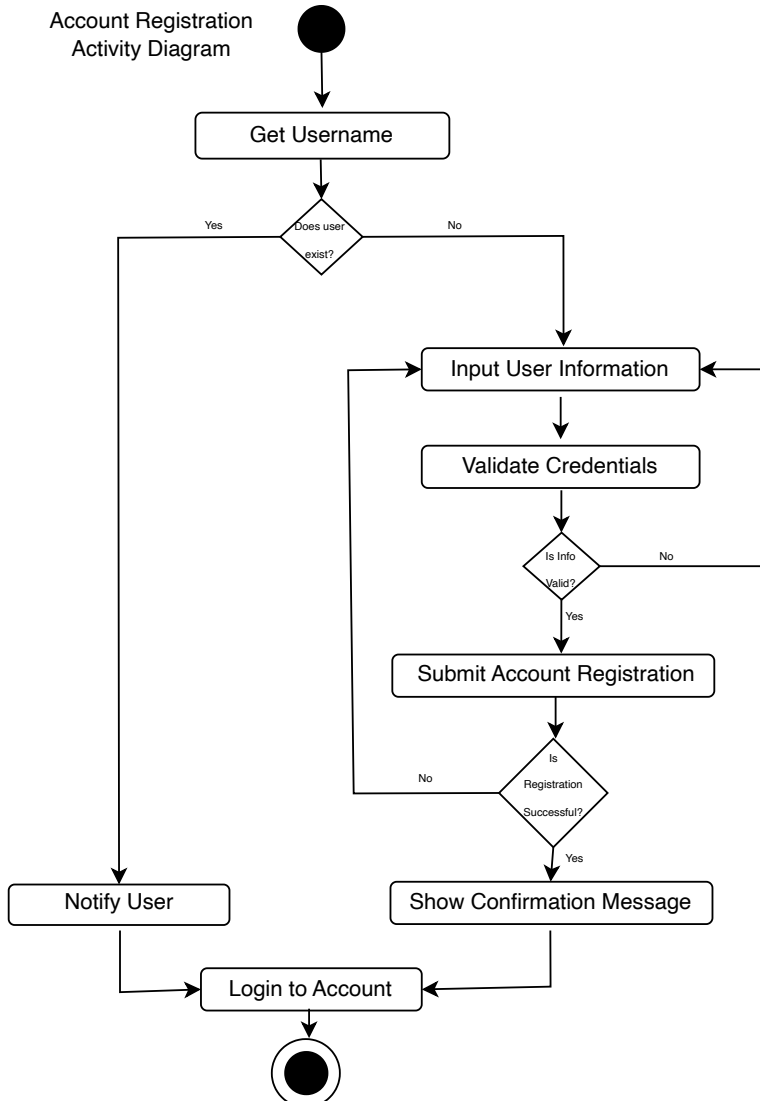 Account Registration
Activity Diagram
Get Username
Yes
Does user
exist?
No
Input User Information
Validate Credentials
Is Info
Valid?
No
Yes
Submit Account Registration
Is
Registration
Successful?
No
Yes
Notify User
Show Confirmation Message
Login to Account